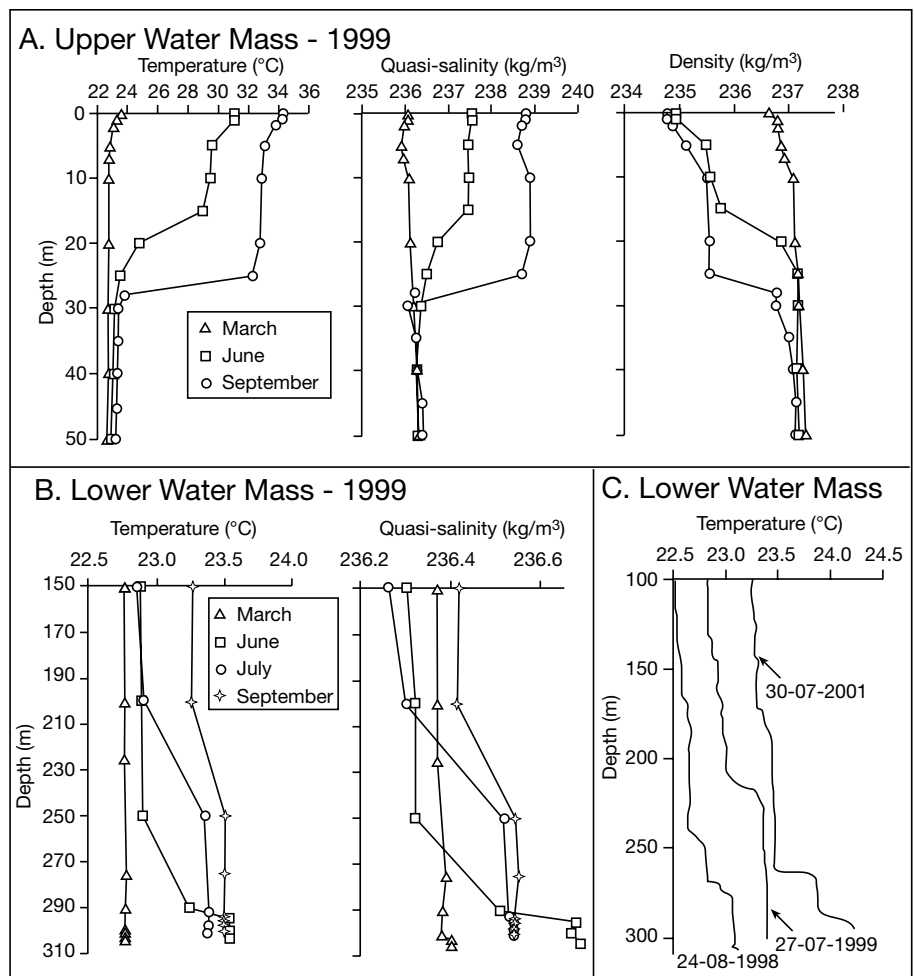 A. Upper Water Mass - 1999
Temperature (°C)
22 24 26 28 30 32 34 36
Quasi-salinity (kg/m³)
235 236 237 238 239 240
Density (kg/m³)
234 235 236 237 238
Depth (m)
0
10
20
30
40
50
March
June
September
B. Lower Water Mass - 1999
Temperature (°C)
22.5 23.0 23.5 24.0
Quasi-salinity (kg/m³)
236.2 236.4 236.6
Depth (m)
150
170
190
210
230
250
270
290
310
March
June
July
September
C. Lower Water Mass
Temperature (°C)
22.5 23.0 23.5 24.0 24.5
Depth (m)
100
150
200
250
300
30-07-2001
27-07-1999
24-08-1998